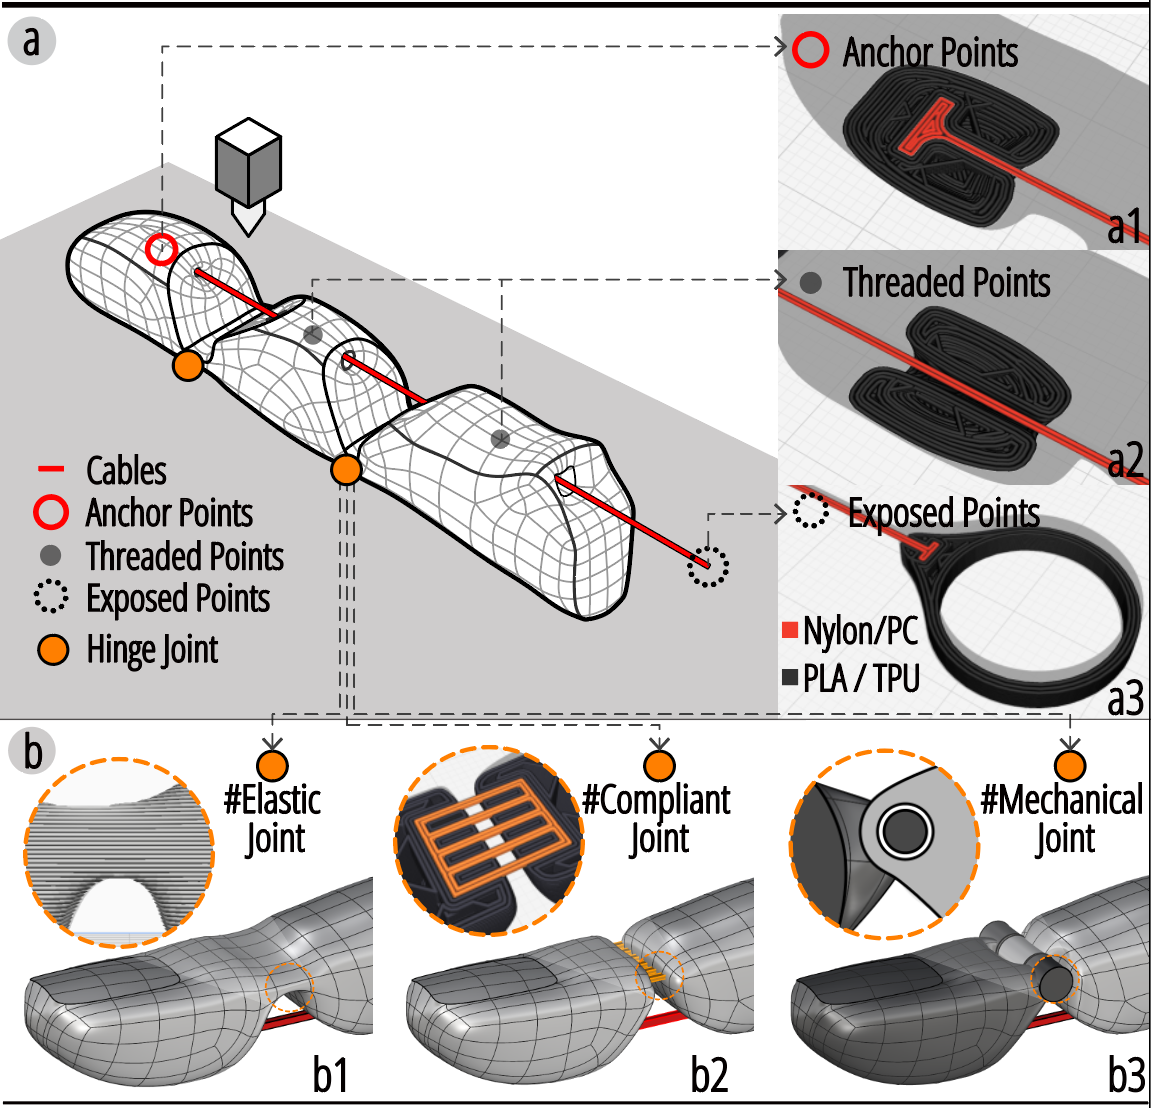 a
Anchor Points
a1
Threaded Points
a2
Exposed Points
Nylon/PC
PLA / TPU
a3
Cables
Anchor Points
Threaded Points
Exposed Points
Hinge Joint
b
#Elastic
Joint
b1
#Compliant
Joint
b2
#Mechanical
Joint
b3